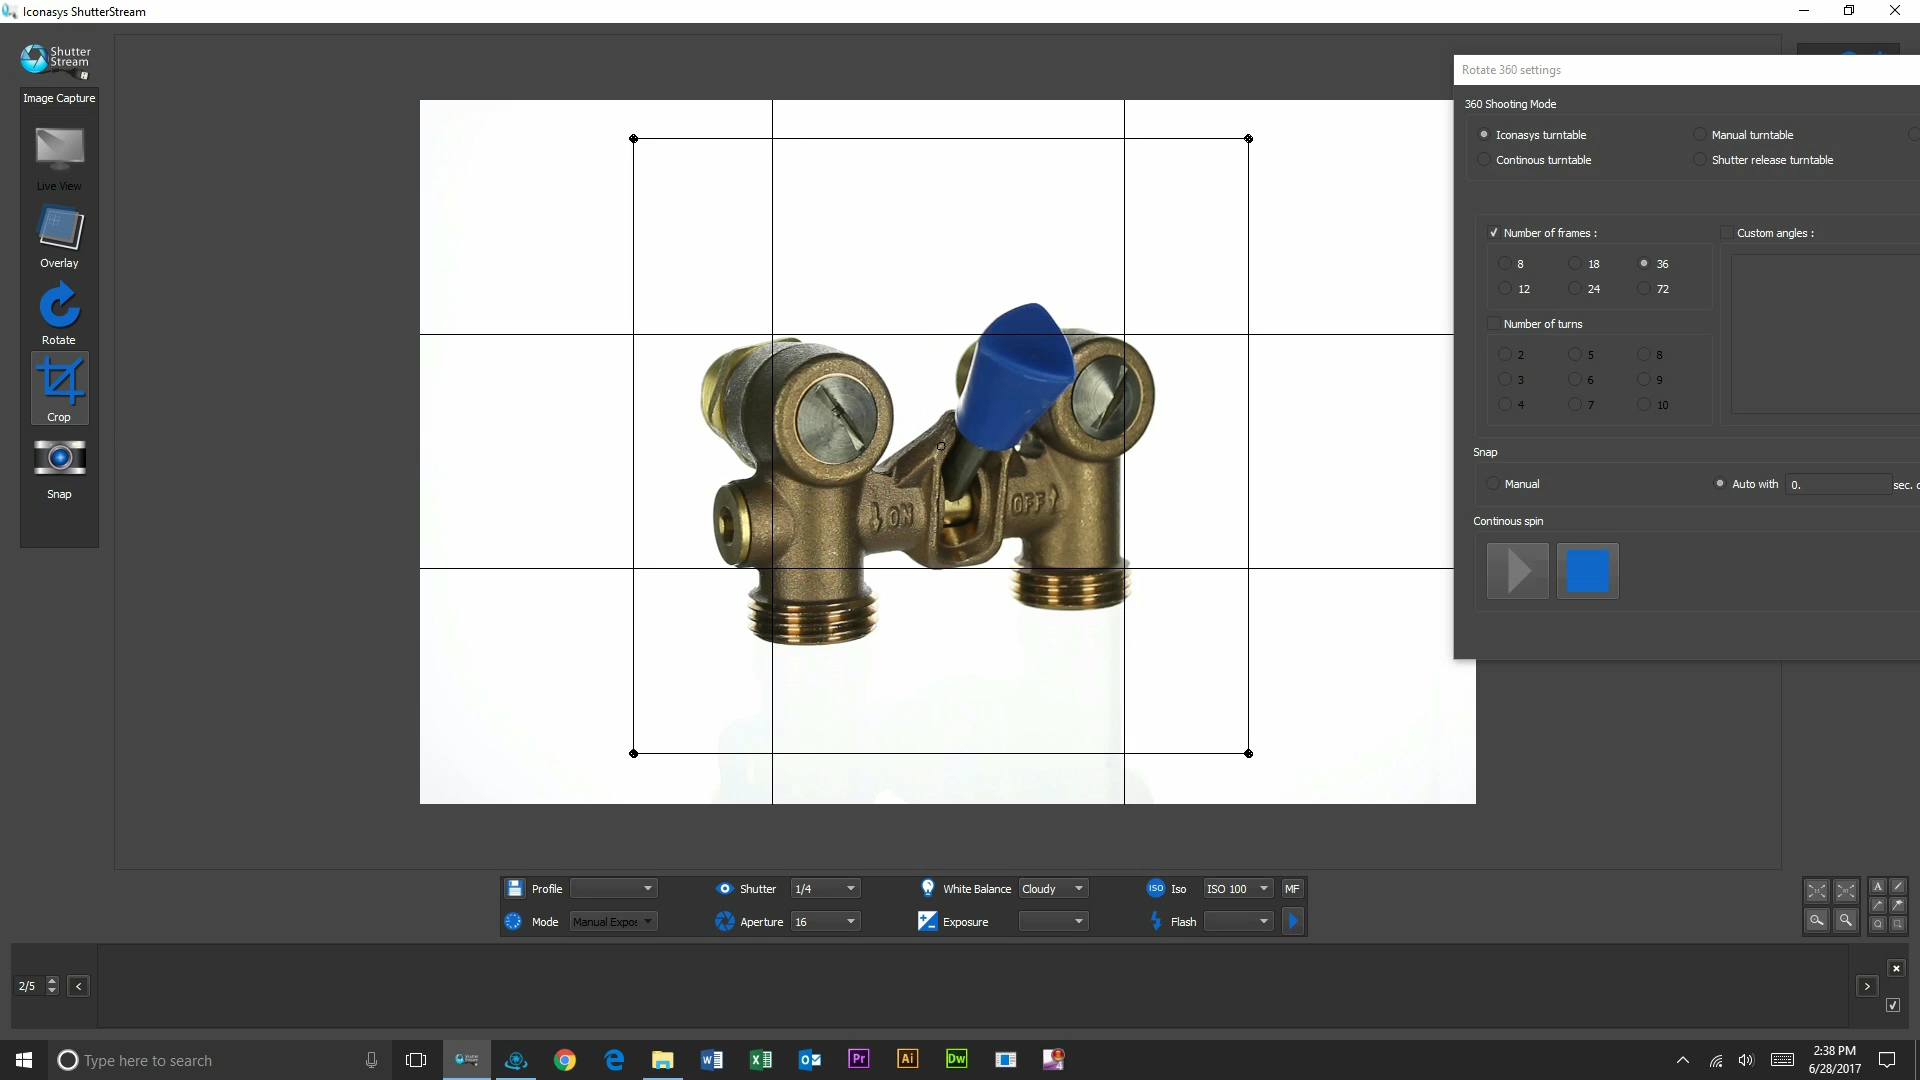 Iconasys ShutterStream
Shutter
Stream
Image Capture
Live View
Overlay
Rotate
Crop
Snap
ON
OFF
Rotate 360 settings
360 Shooting Mode
Iconasys turntable
Manual turntable
Continous turntable
Shutter release turntable
Number of frames :
Custom angles :
8 18 36
12 24 72
Number of turns
2 5 8
3 6 9
4 7 10
Snap
Manual
Auto with 0. sec.
Continous spin
Profile Shutter 1/4 White Balance Cloudy ISO Iso ISO 100 MF
Mode Manual Expo Aperture 16 Exposure Flash
A
2/5 < >
Type here to search
Pr Ai Dw
2:38 PM
6/28/2017